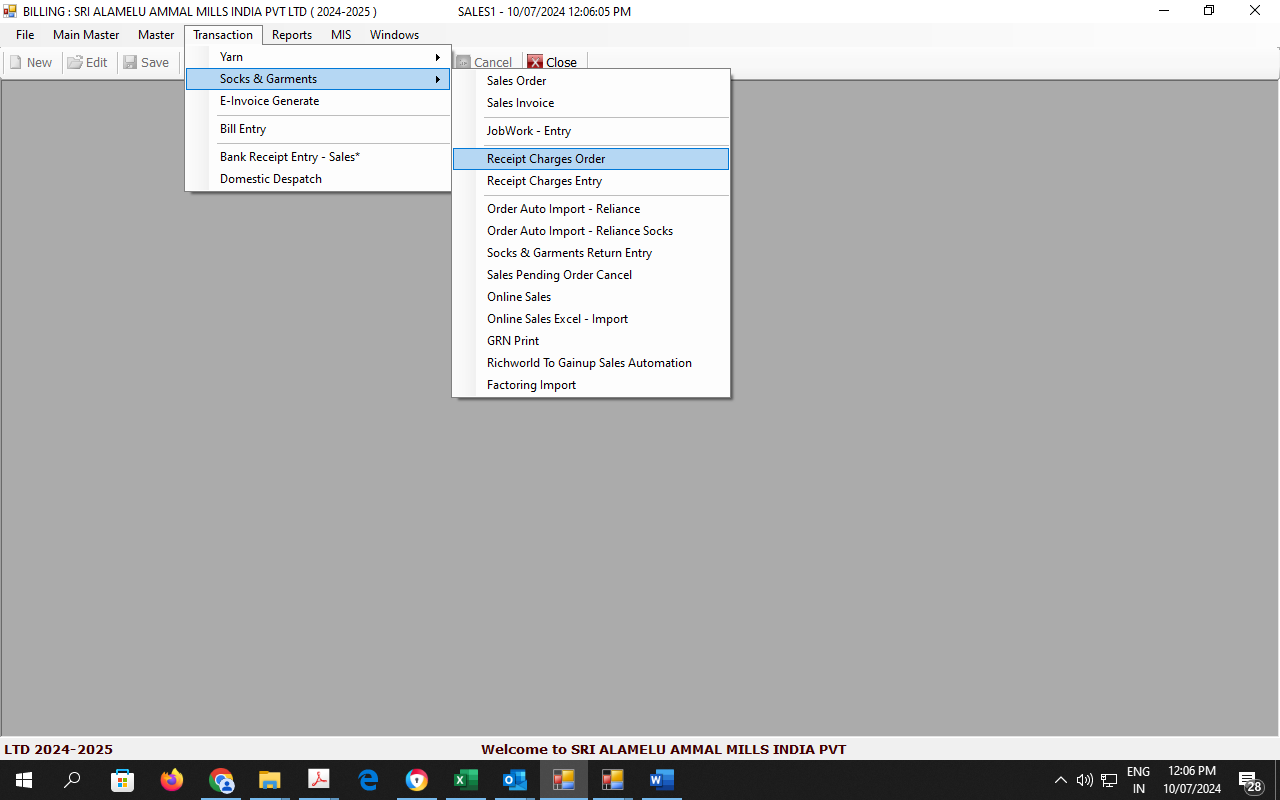 BILLING : SRI ALAMELU AMMAL MILLS INDIA PVT LTD ( 2024-2025 ) SALES1 - 10/07/2024 12:06:05 PM
File Main Master Master Transaction Reports MIS Windows
New Edit Save Cancel Close
Yarn
Socks & Garments
E-Invoice Generate
Bill Entry
Bank Receipt Entry - Sales*
Domestic Despatch
Sales Order
Sales Invoice
JobWork - Entry
Receipt Charges Order
Receipt Charges Entry
Order Auto Import - Reliance
Order Auto Import - Reliance Socks
Socks & Garments Return Entry
Sales Pending Order Cancel
Online Sales
Online Sales Excel - Import
GRN Print
Richworld To Gainup Sales Automation
Factoring Import
LTD 2024-2025 Welcome to SRI ALAMELU AMMAL MILLS INDIA PVT
ENG 12:06 PM
IN 10/07/2024 28